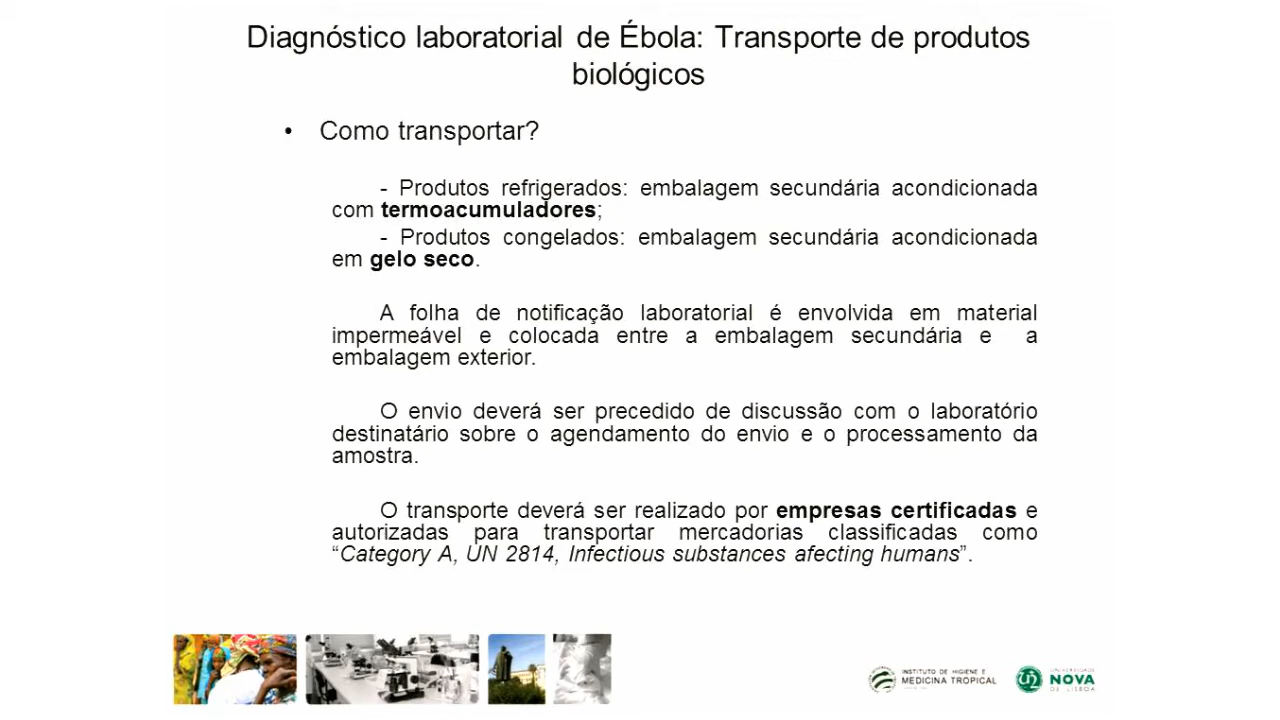 Diagnóstico laboratorial de Ébola: Transporte de produtos
biológicos
• Como transportar?
- Produtos refrigerados: embalagem secundária acondicionada
com termoacumuladores;
- Produtos congelados: embalagem secundária acondicionada
em gelo seco.
A folha de notificação laboratorial é envolvida em material
impermeável e colocada entre a embalagem secundária e a
embalagem exterior.
O envio deverá ser precedido de discussão com o laboratório
destinatário sobre o agendamento do envio e o processamento da
amostra.
O transporte deverá ser realizado por empresas certificadas e
autorizadas para transportar mercadorias classificadas como
“Category A, UN 2814, Infectious substances afecting humans”.
INSTITUTO DE HIGIENE E
MEDICINA TROPICAL
UNIVERSIDADE
NOVA
DE LISBOA